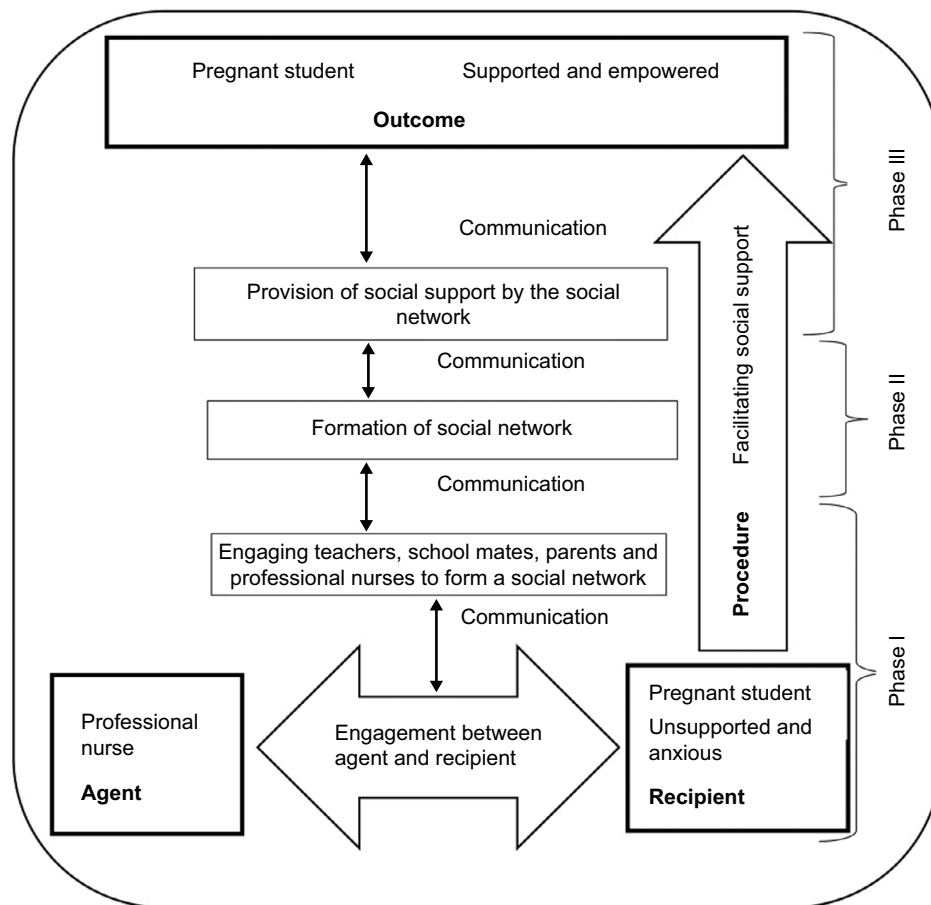 Pregnant student
Supported and empowered
Outcome
Communication
Provision of social support by the social
network
Communication
Formation of social network
Communication
Engaging teachers, school mates, parents and
professional nurses to form a social network
Communication
Professional
nurse
Agent
Engagement between
agent and recipient
Pregnant student
Unsupported and
anxious
Recipient
Procedure Facilitating social support
Phase III
Phase II
Phase I